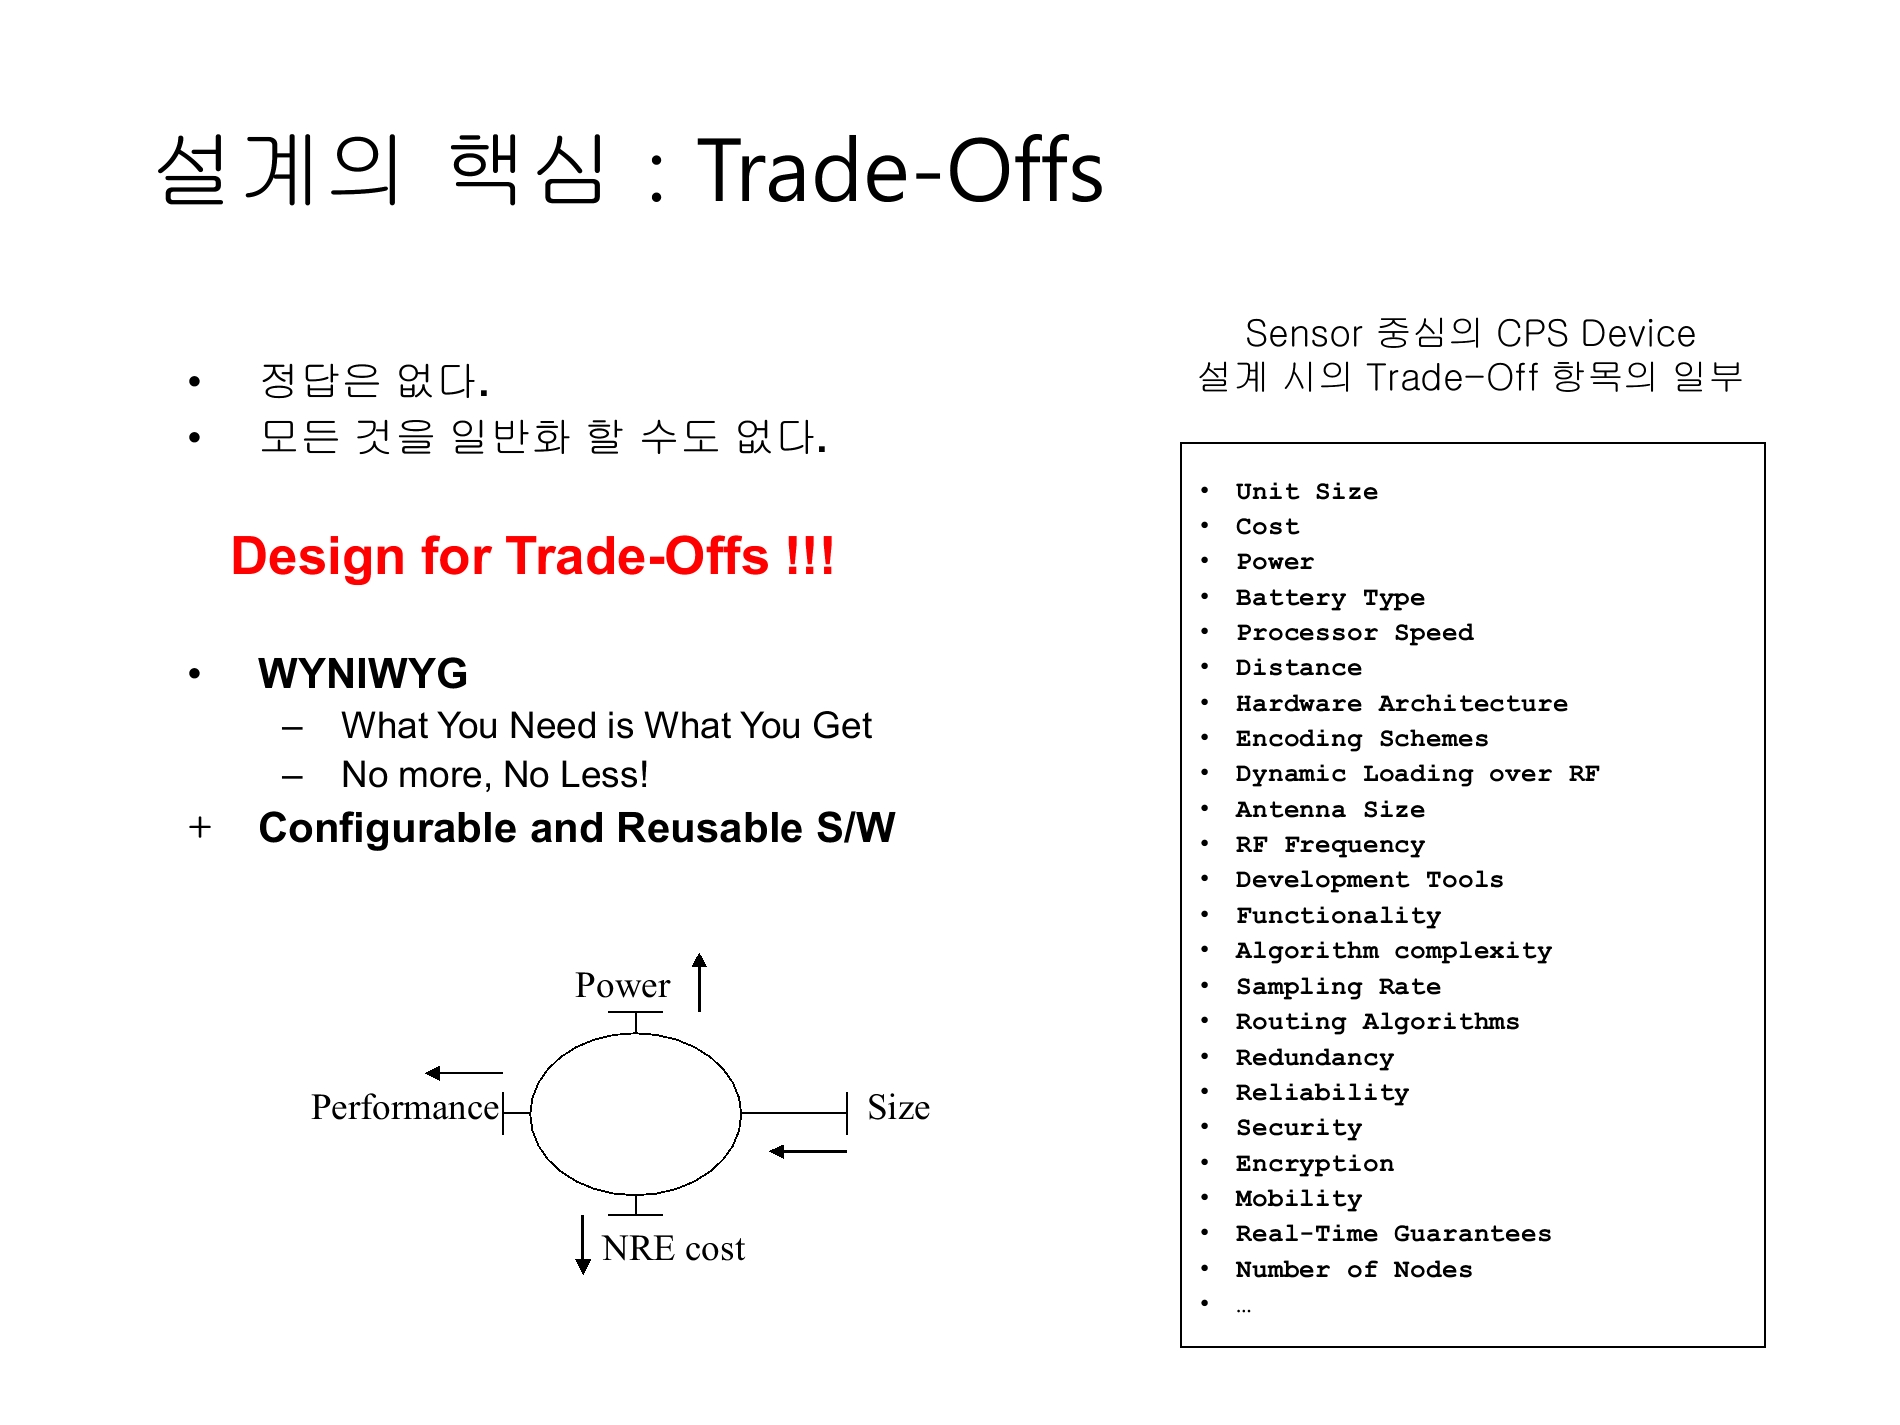 설계의 핵심 : Trade-Offs
• 정답은 없다.
• 모든 것을 일반화 할 수도 없다.
Design for Trade-Offs !!!
• WYNIWYG
– What You Need is What You Get
– No more, No Less!
+ Configurable and Reusable S/W
Power
Performance
Size
NRE cost
Sensor 중심의 CPS Device
설계 시의 Trade-Off 항목의 일부
• Unit Size
• Cost
• Power
• Battery Type
• Processor Speed
• Distance
• Hardware Architecture
• Encoding Schemes
• Dynamic Loading over RF
• Antenna Size
• RF Frequency
• Development Tools
• Functionality
• Algorithm complexity
• Sampling Rate
• Routing Algorithms
• Redundancy
• Reliability
• Security
• Encryption
• Mobility
• Real-Time Guarantees
• Number of Nodes
• …